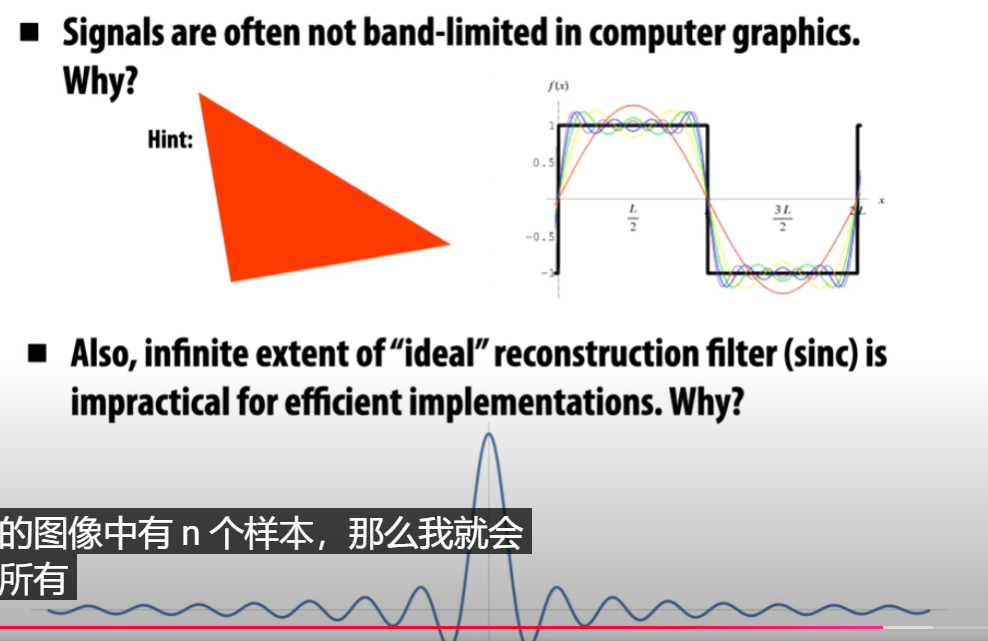 ■ Signals are often not band-limited in computer graphics.
Why?
Hint:
f(x)
1
0.5
-0.5
-1
L
2
3L
2
2L
x
■ Also, infinite extent of “ideal” reconstruction filter (sinc) is
impractical for efficient implementations. Why?
的图像中有 n 个样本，那么我就会
所有